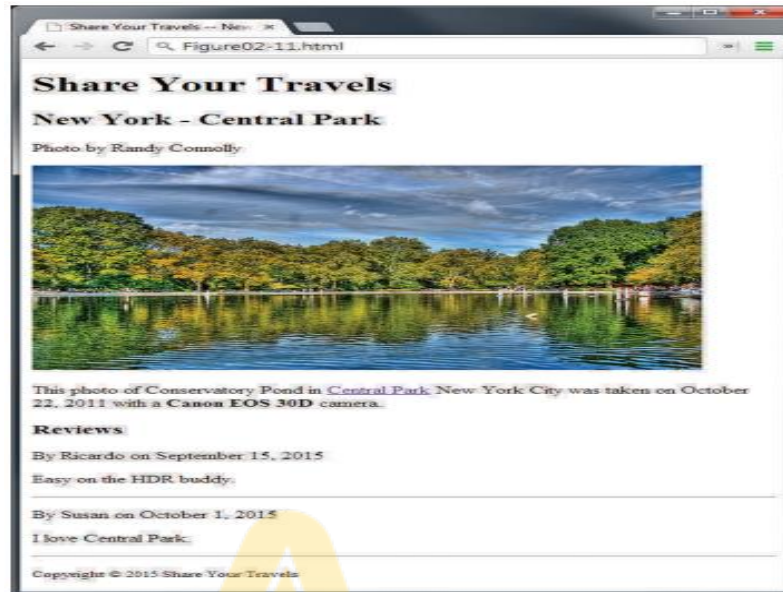 Share Your Travels -- New
Figure02-11.html
Share Your Travels
New York - Central Park
Photo by Randy Connolly
This photo of Conservatory Pond in Central Park New York City was taken on October
22, 2011 with a Canon EOS 30D camera.
Reviews
By Ricardo on September 15, 2015
Easy on the HDR buddy.
By Susan on October 1, 2015
I love Central Park.
Copyright © 2015 Share Your Travels